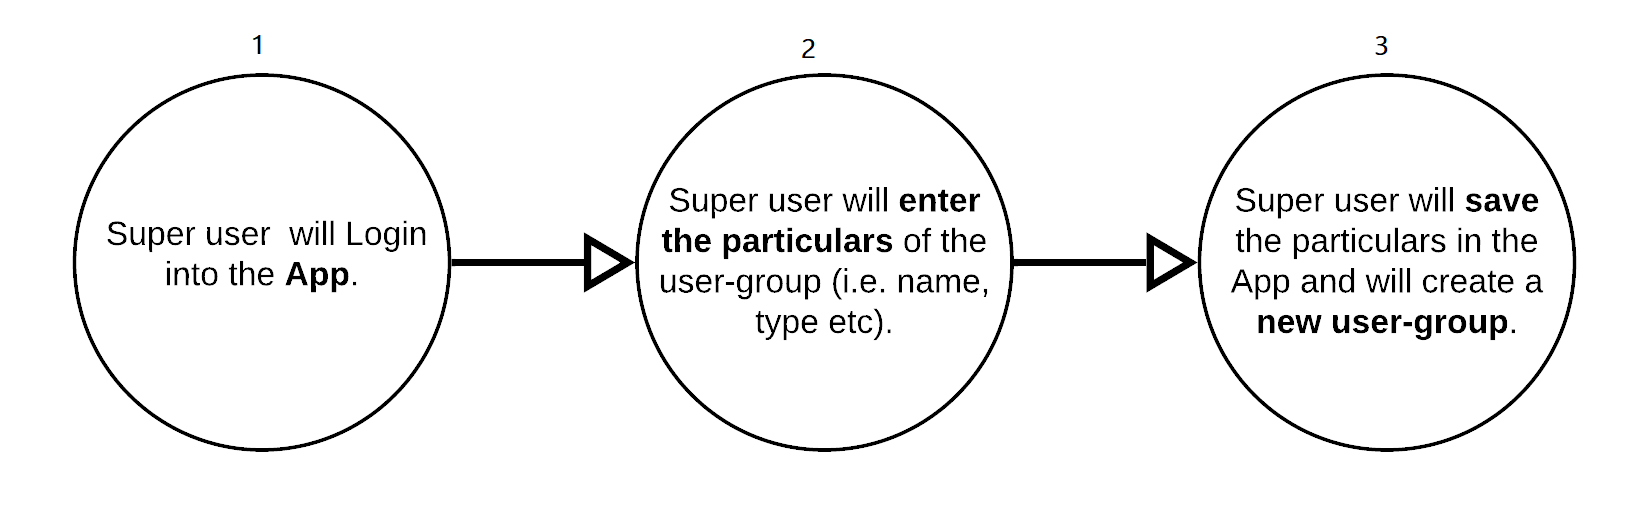 1
2
3
Super user  will Login
into the App.
Super user will enter
the particulars of the
user-group (i.e. name,
type etc).
Super user will save
the particulars in the
App and will create a
new user-group.